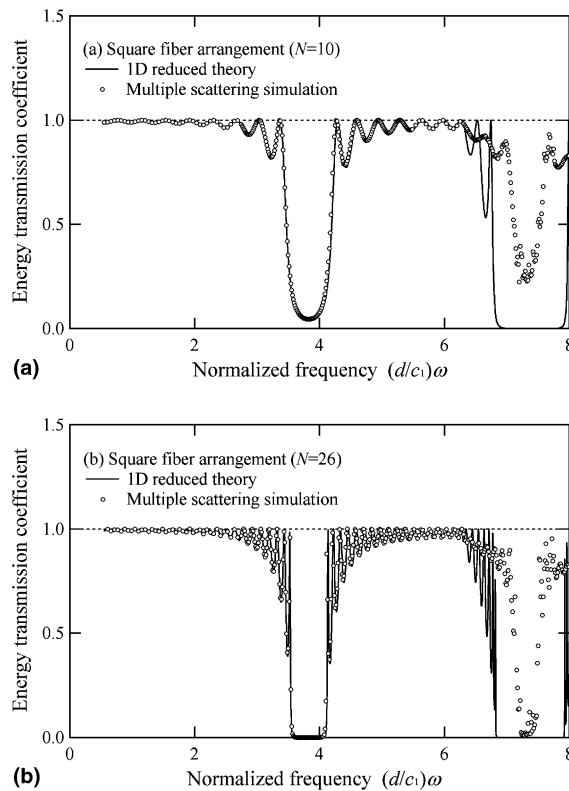 1.5
(a) Square fiber arrangement (N=10)
1D reduced theory
Multiple scattering simulation
1.0
0.5
0.0
Energy transmission coefficient
0 2 4 6 8
Normalized frequency (d/c₁)ω
(a)
1.5
(b) Square fiber arrangement (N=26)
1D reduced theory
Multiple scattering simulation
1.0
0.5
0.0
Energy transmission coefficient
0 2 4 6 8
Normalized frequency (d/c₁)ω
(b)